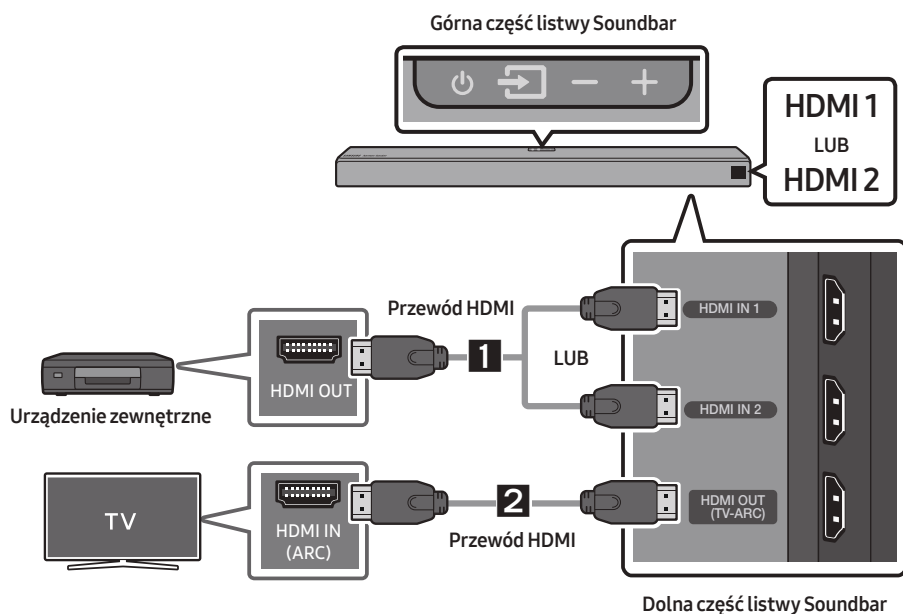 Górna część listwy Soundbar
HDMI 1
LUB
HDMI 2
Przewód HDMI
HDMI IN 1
HDMI OUT
1
LUB
Urządzenie zewnętrzne
HDMI IN 2
TV
HDMI IN
(ARC)
2
Przewód HDMI
HDMI OUT
(TV-ARC)
Dolna część listwy Soundbar